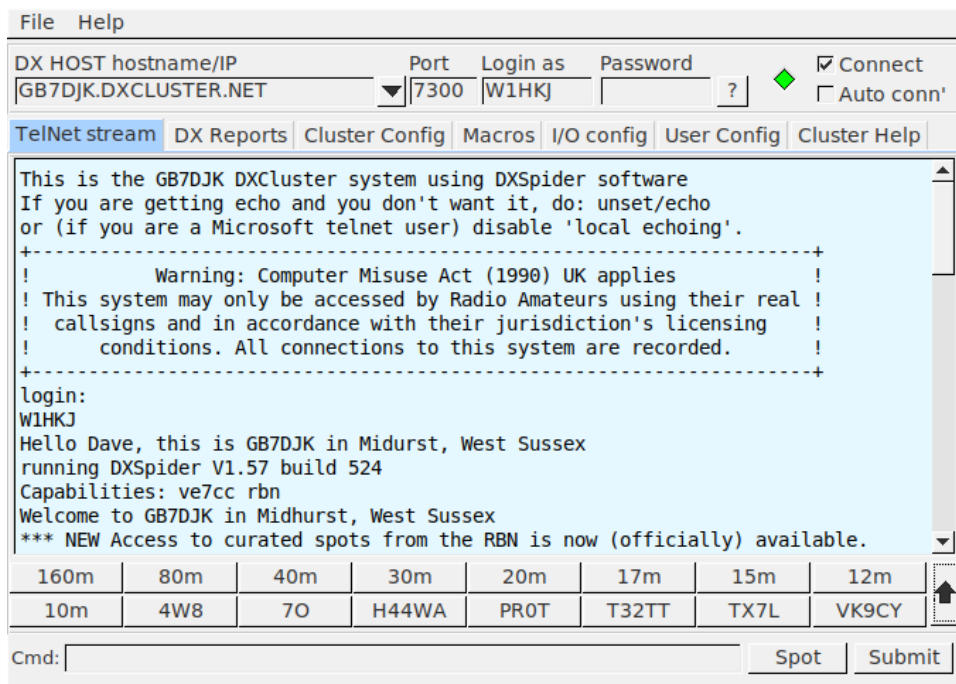 File Help
DX HOST hostname/IP Port Login as Password Connect
GB7DJK.DXCLUSTER.NET 7300 W1HKJ ? Auto conn'
TelNet stream DX Reports Cluster Config Macros I/O config User Config Cluster Help
This is the GB7DJK DXCluster system using DXSpider software
If you are getting echo and you don't want it, do: unset/echo
or (if you are a Microsoft telnet user) disable 'local echoing'.
+----------------------------------------------------------------------+
! Warning: Computer Misuse Act (1990) UK applies !
! This system may only be accessed by Radio Amateurs using their real !
! callsigns and in accordance with their jurisdiction's licensing !
! conditions. All connections to this system are recorded. !
+----------------------------------------------------------------------+
login:
W1HKJ
Hello Dave, this is GB7DJK in Midurst, West Sussex
running DXSpider V1.57 build 524
Capabilities: ve7cc rbn
Welcome to GB7DJK in Midhurst, West Sussex
*** NEW Access to curated spots from the RBN is now (officially) available.
160m 80m 40m 30m 20m 17m 15m 12m
10m 4W8 7O H44WA PR0T T32TT TX7L VK9CY
Cmd: Spot Submit